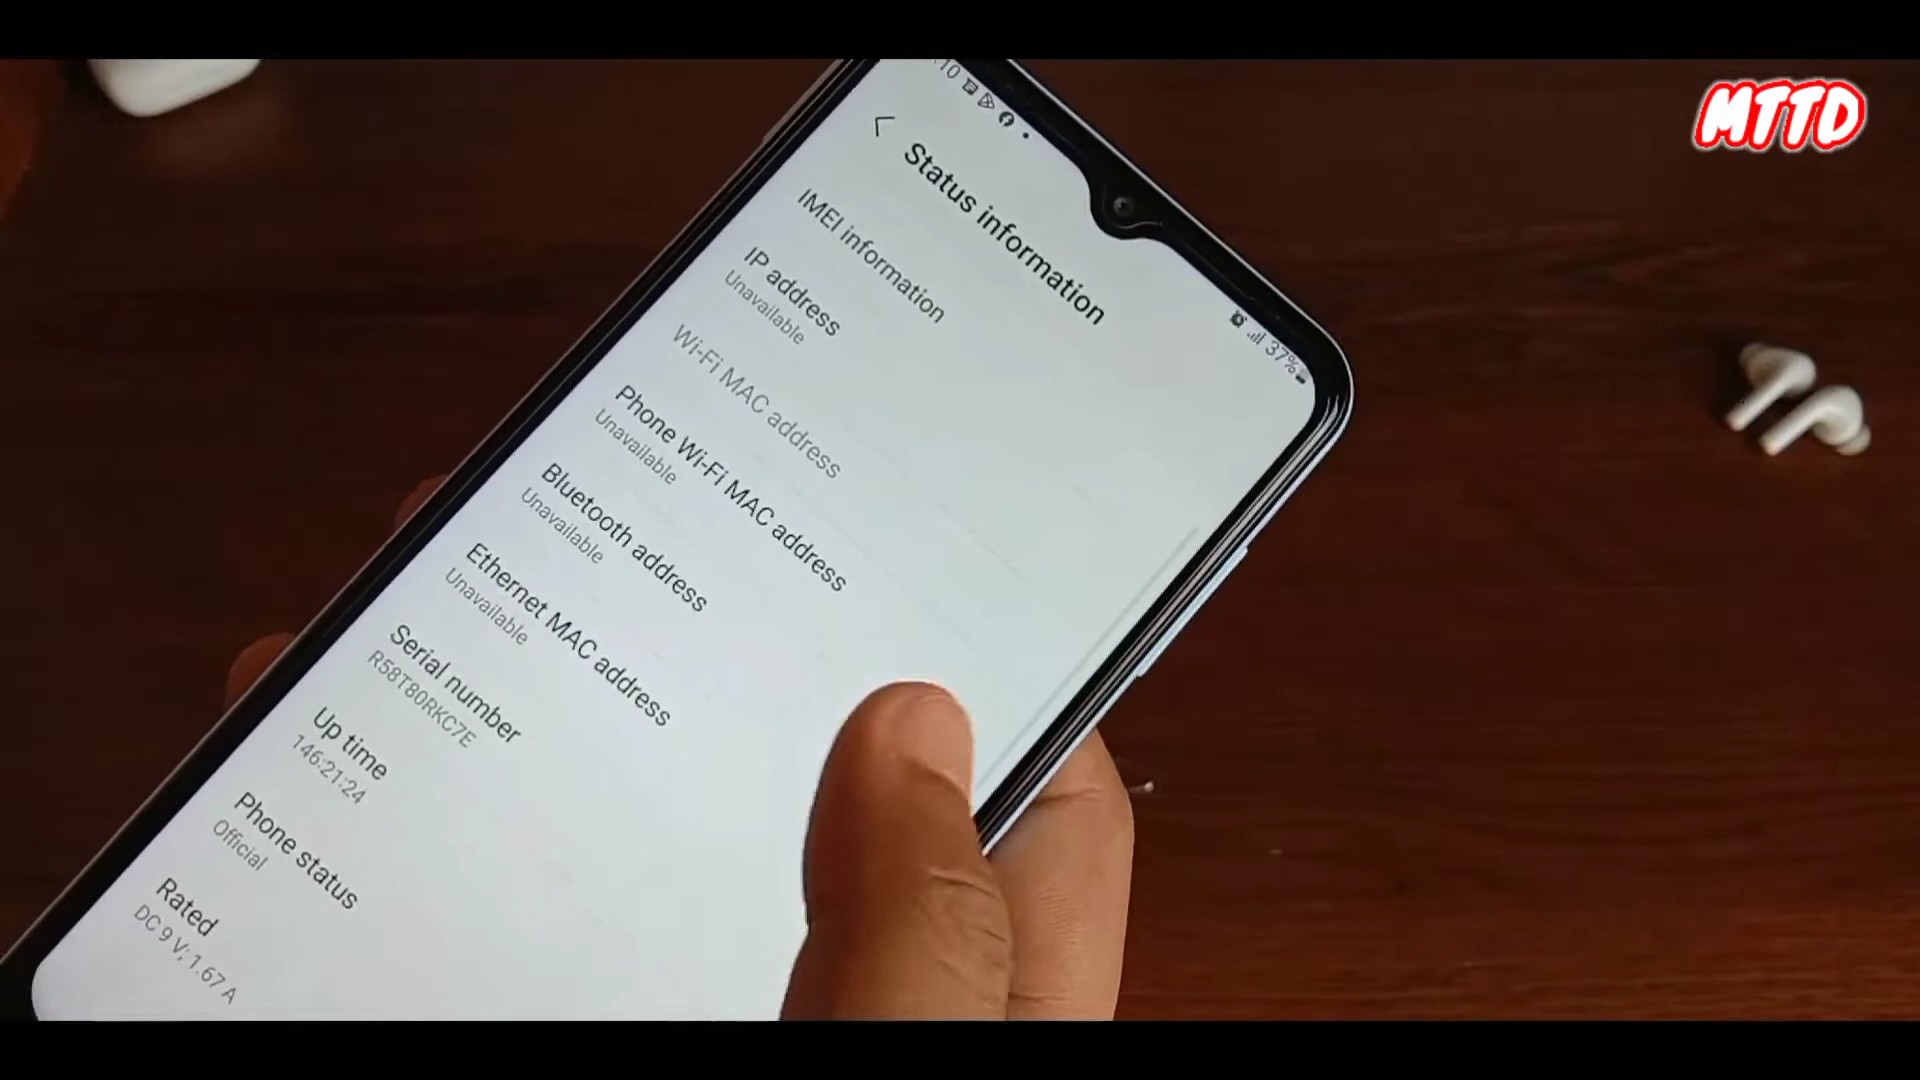 MTTD
:10
37%
Status information
IMEI information
IP address
Unavailable
Wi-Fi MAC address
Phone Wi-Fi MAC address
Unavailable
Bluetooth address
Unavailable
Ethernet MAC address
Unavailable
Serial number
R58T80RKC7E
Up time
146:21:24
Phone status
Official
Rated
DC 9 V; 1.67 A